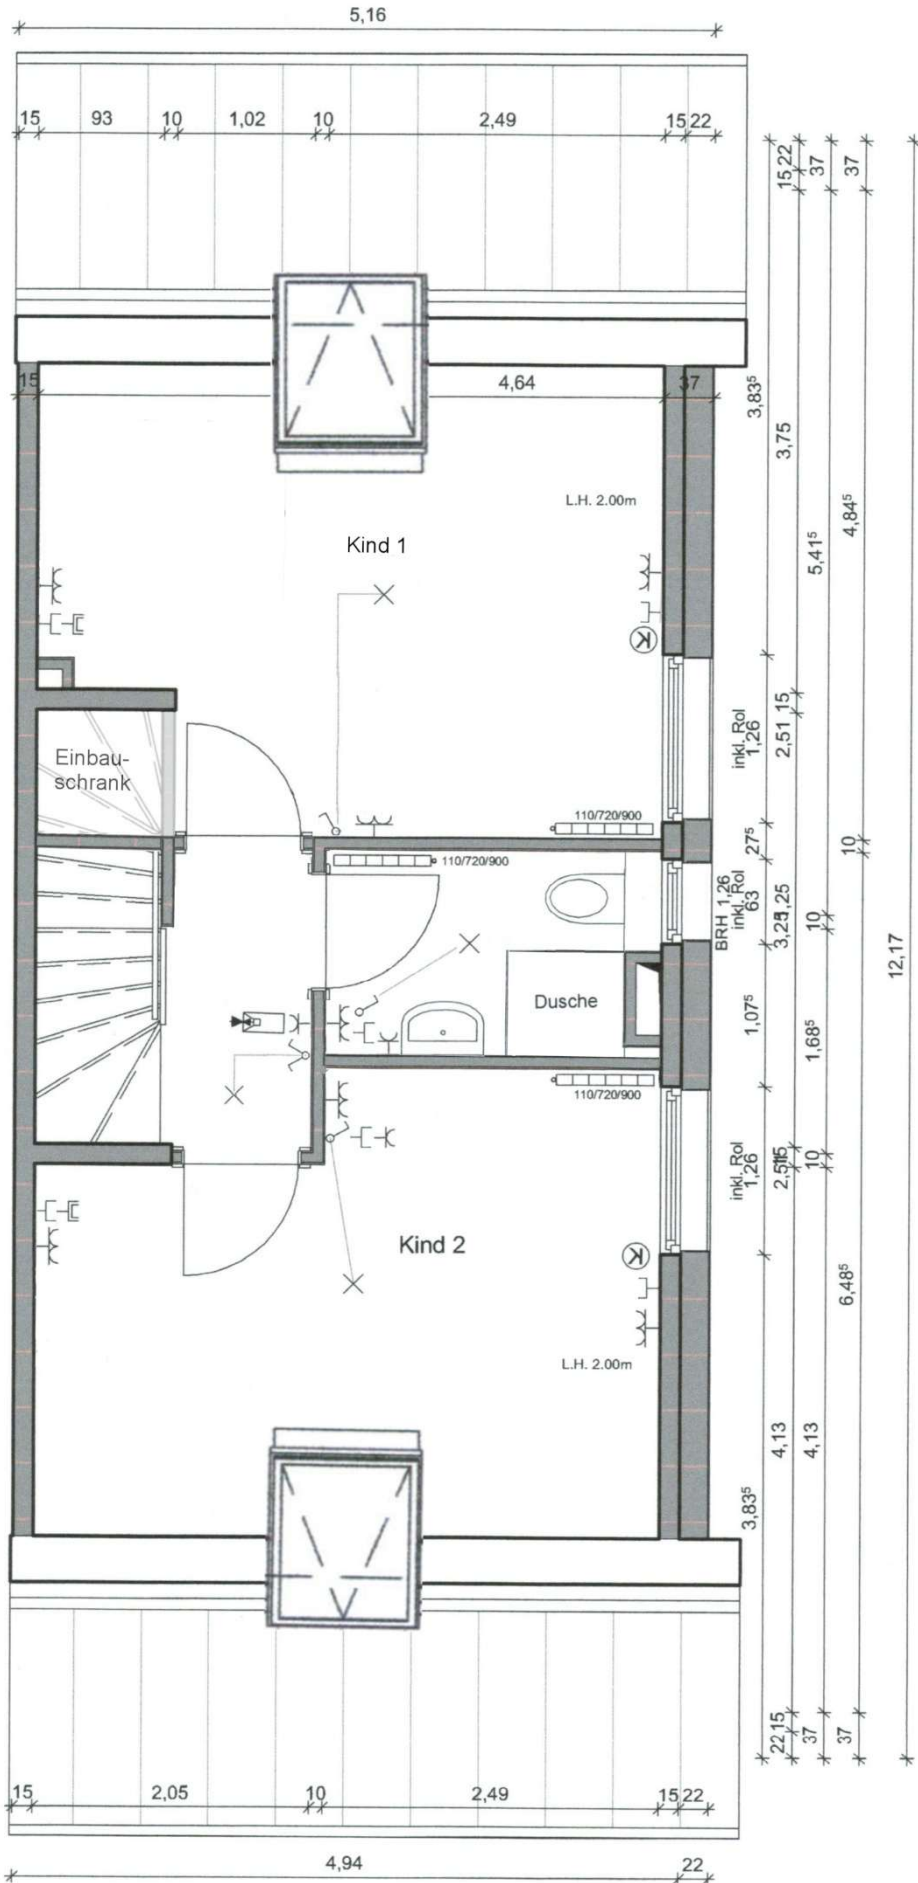 5,16
15 93 10 1,02 10 2,49 15 22
15 22
37
37
15 4,64 37
3,83⁵
3,75
L.H. 2.00m
4,84⁵
Kind 1
5,41⁵
K
Einbau-
schrank
inkl. Rol
1,26
2,51 15
110/720/900
27⁵
10
110/720/900
BRH 1,26
inkl. Rol
63
10
12,17
Dusche
1,07⁵
1,68⁵
110/720/900
inkl. Rol
1,26
10
Kind 2
K
6,48⁵
L.H. 2.00m
4,13
4,13
3,83⁵
22 15
37
37
15 2,05 10 2,49 15 22
4,94 22